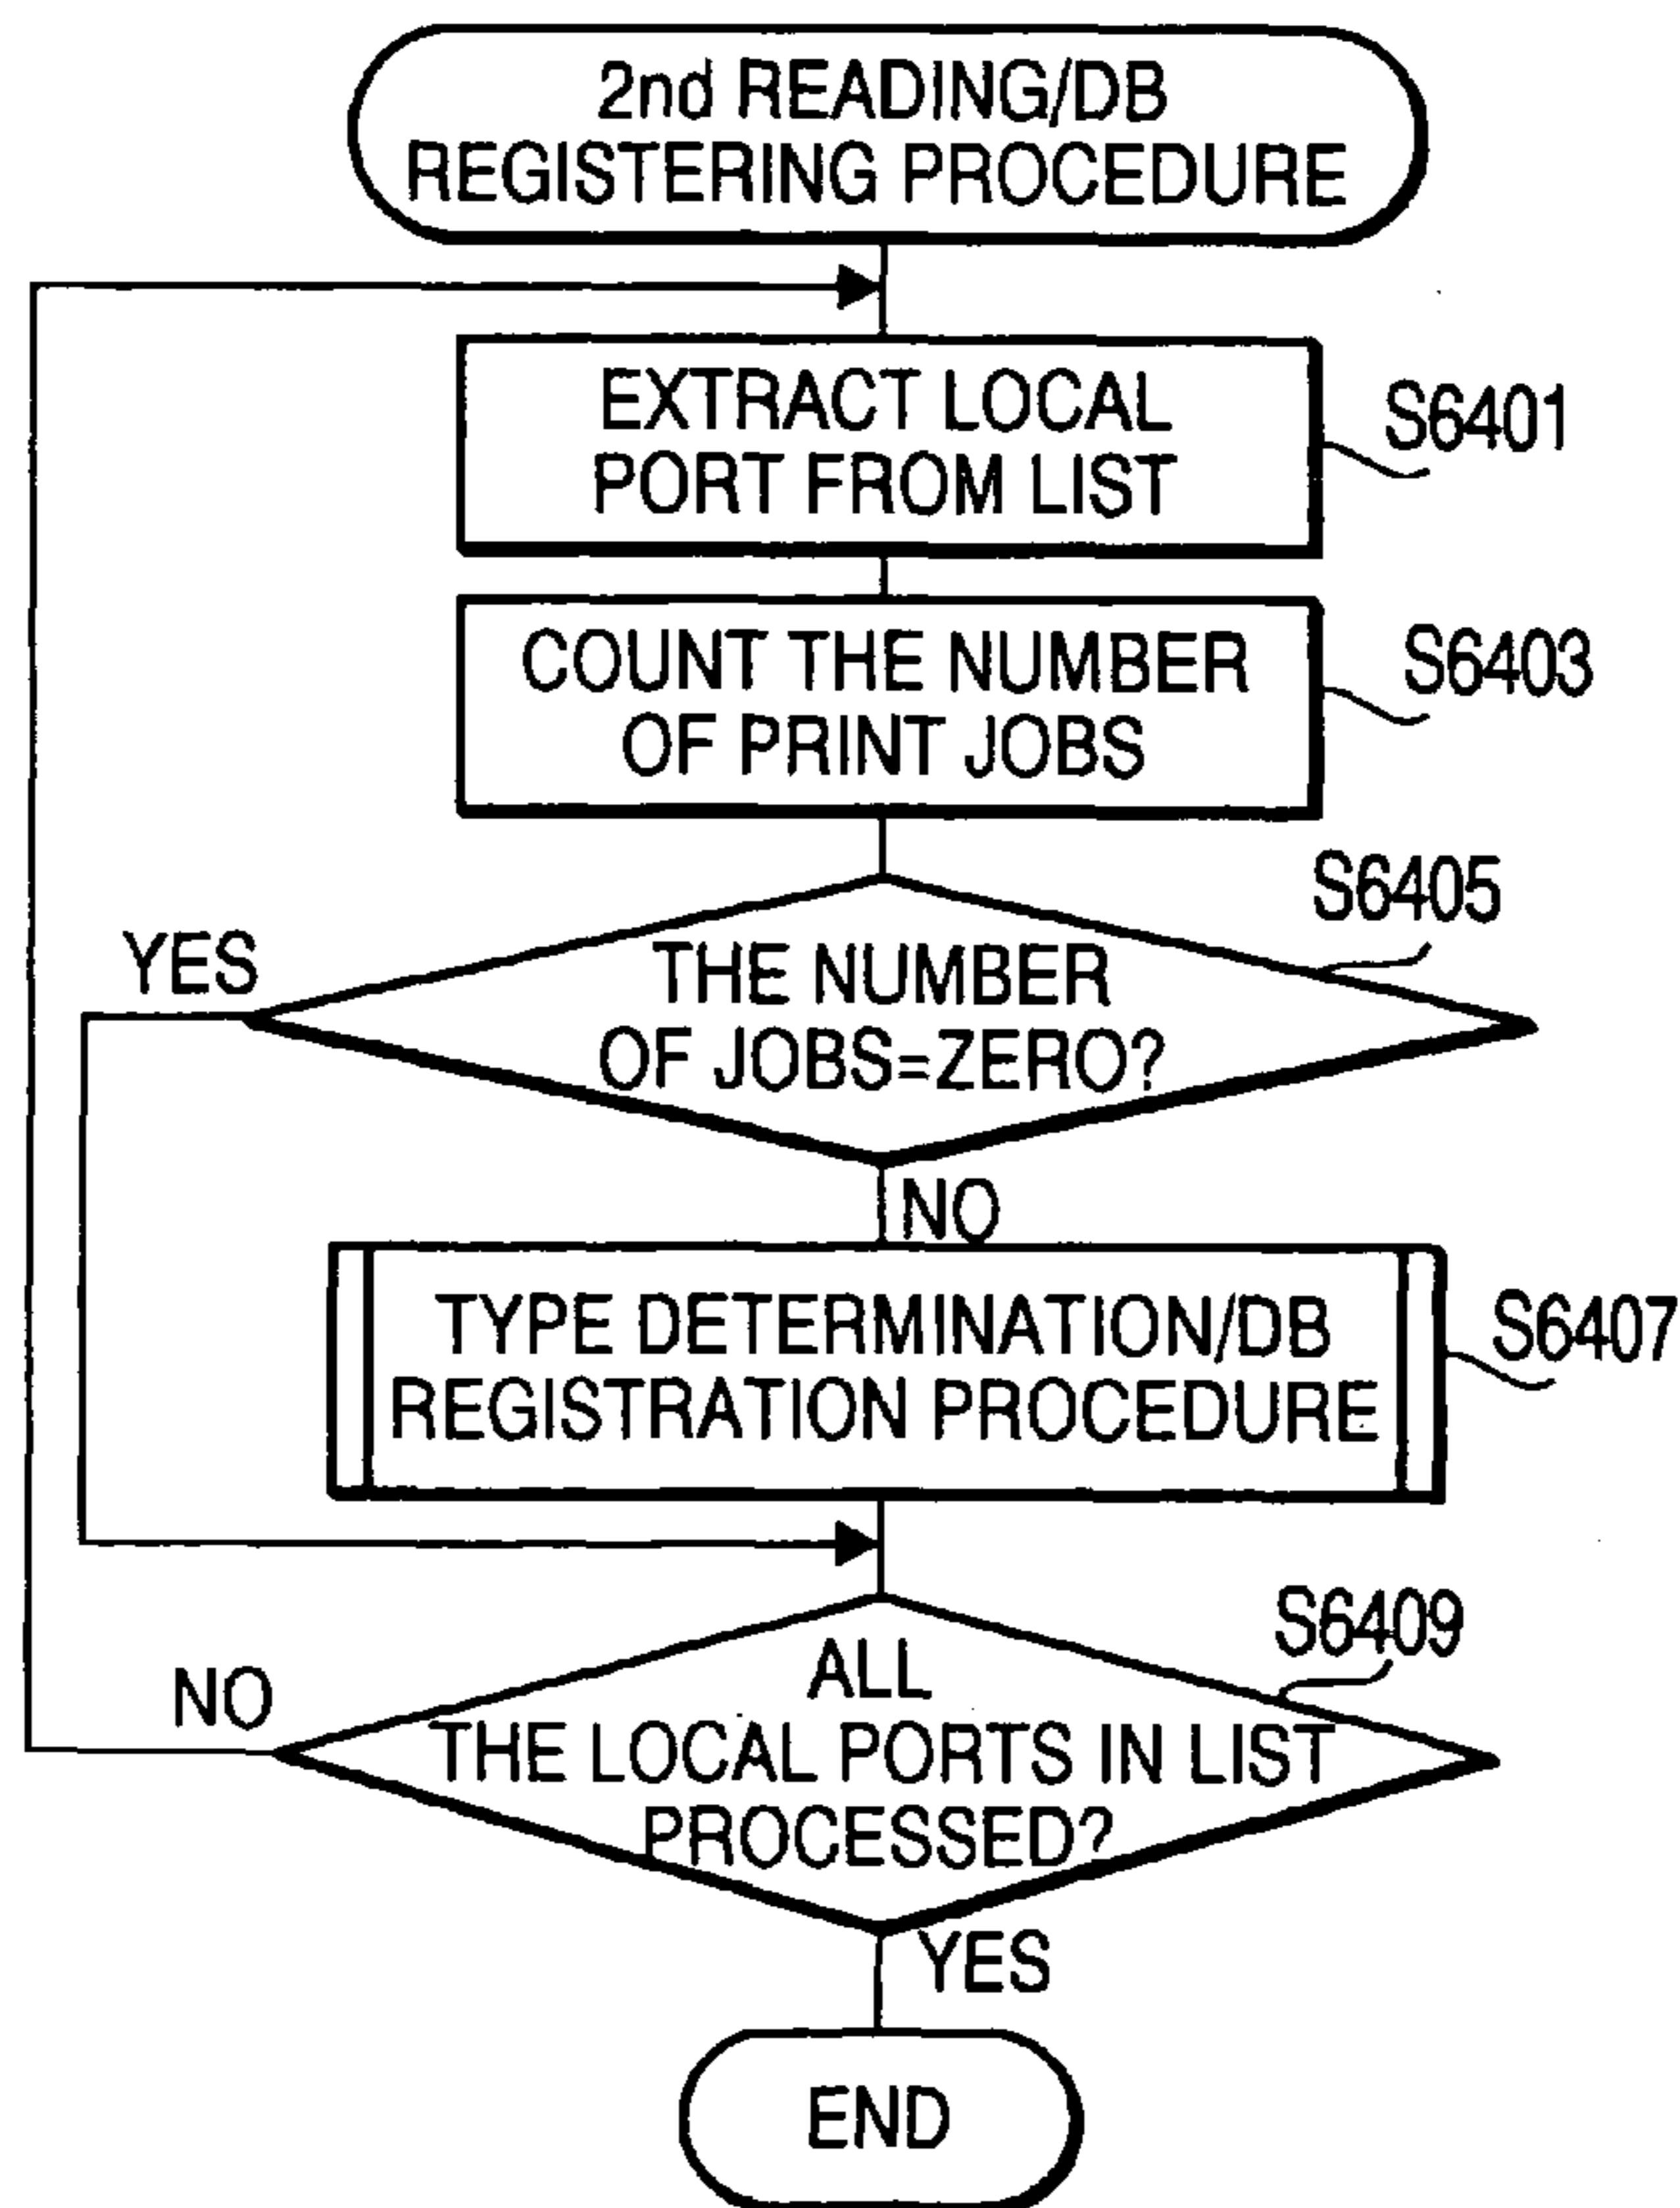 2nd READING/DB
REGISTERING PROCEDURE
EXTRACT LOCAL
PORT FROM LIST
S6401
COUNT THE NUMBER
OF PRINT JOBS
S6403
S6405
YES
THE NUMBER
OF JOBS=ZERO?
NO
TYPE DETERMINATION/DB
REGISTRATION PROCEDURE
S6407
S6409
NO
ALL
THE LOCAL PORTS IN LIST
PROCESSED?
YES
END